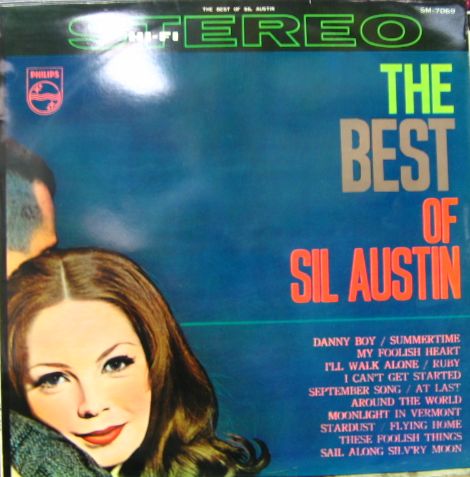 THE BEST OF SIL AUSTIN
SM-7069
STEREO
HI-FI
PHILIPS
THE
BEST
OF
SIL AUSTIN
DANNY BOY / SUMMERTIME
MY FOOLISH HEART
I'LL WALK ALONE / RUBY
I CAN'T GET STARTED
SEPTEMBER SONG / AT LAST
AROUND THE WORLD
MOONLIGHT IN VERMONT
STARDUST / FLYING HOME
THESE FOOLISH THINGS
SAIL ALONG SILV'RY MOON